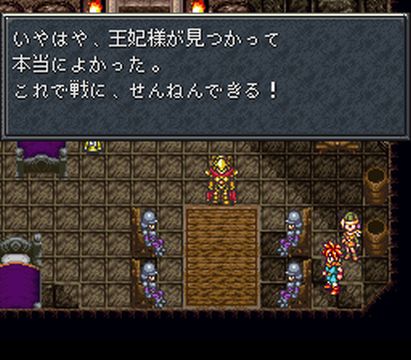 いやはや、王妃様が見つかって
本当によかった。
これで戦に、せんねんできる！